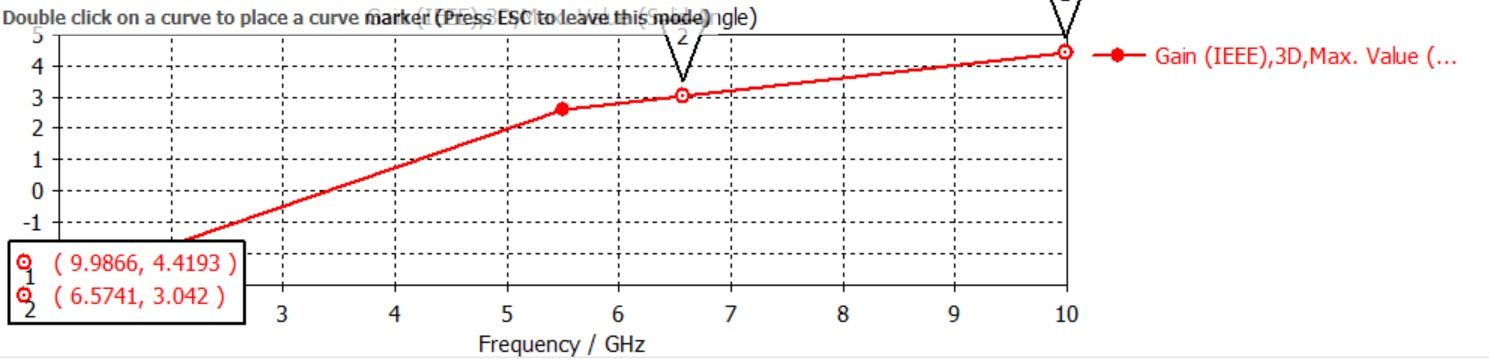 Double click on a curve to place a curve marker (Press ESC to leave this mode)ngle)
2
Gain (IEEE),3D,Max. Value (...
5
4
3
2
1
0
-1
1 ( 9.9866, 4.4193 )
2 ( 6.5741, 3.042 )
3 4 5 6 7 8 9 10
Frequency / GHz